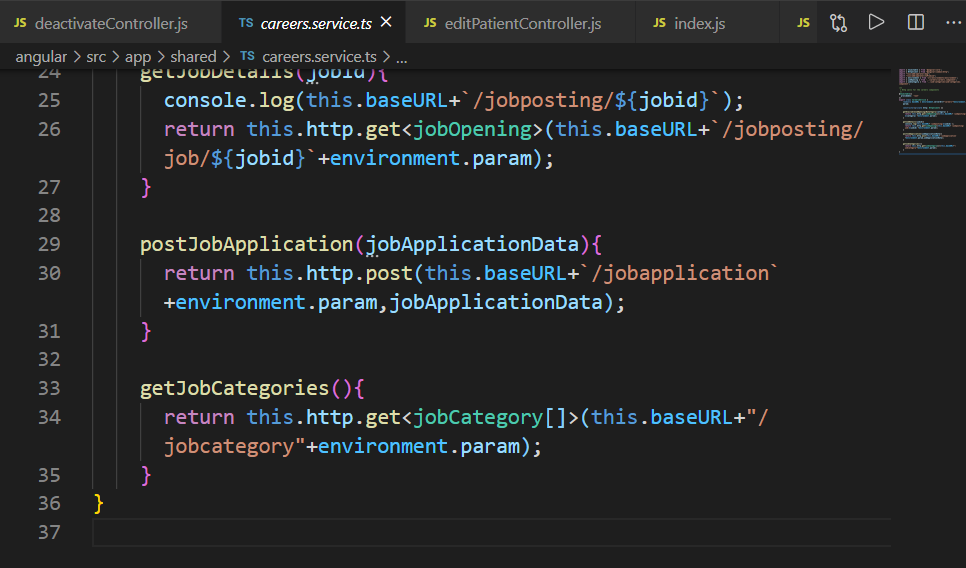 JS deactivateController.js TS careers.service.ts × JS editPatientController.js JS index.js JS ...
angular > src > app > shared > TS careers.service.ts > ...
24 getJobDetails(jobid){
25 console.log(this.baseURL+`/jobposting/${jobid}`);
26 return this.http.get<jobOpening>(this.baseURL+`/jobposting/
job/${jobid}`+environment.param);
27 }
28
29 postJobApplication(jobApplicationData){
30 return this.http.post(this.baseURL+`/jobapplication`
+environment.param,jobApplicationData);
31 }
32
33 getJobCategories(){
34 return this.http.get<jobCategory[]>(this.baseURL+"/
jobcategory"+environment.param);
35 }
36 }
37